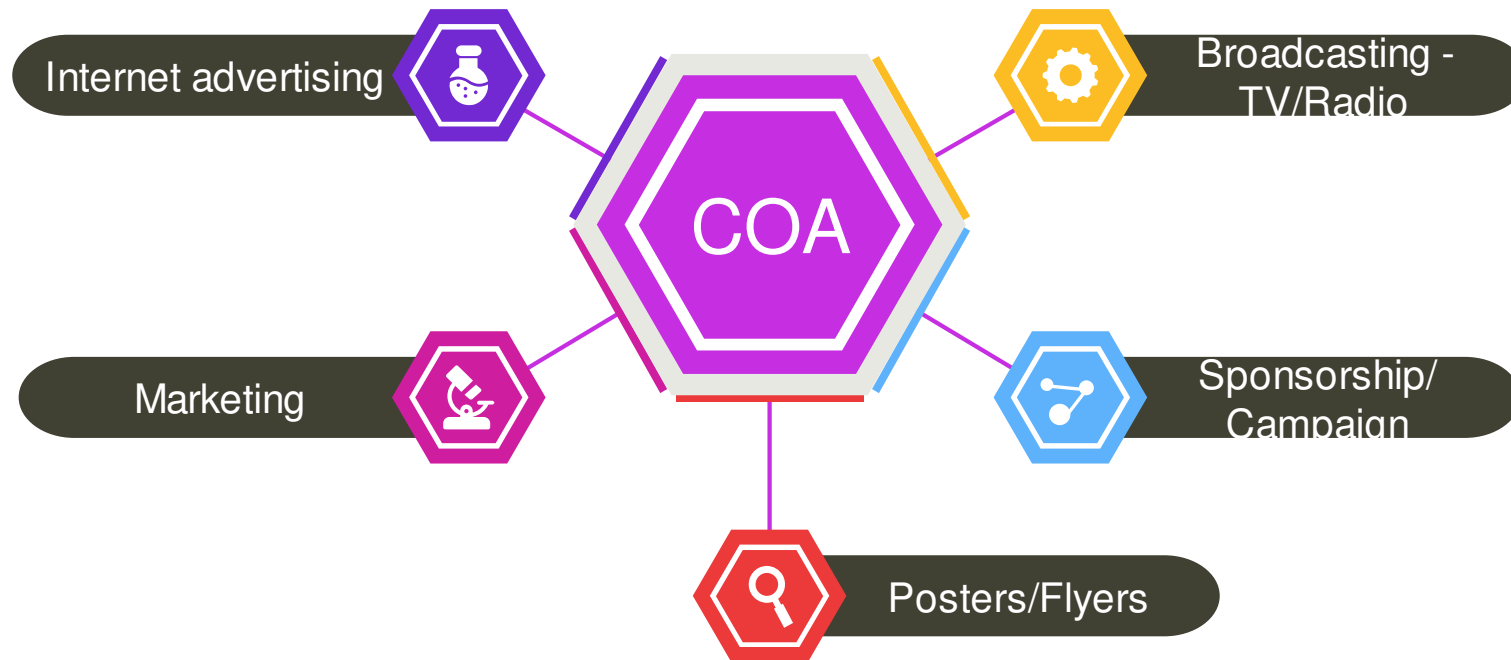 Internet advertising
Broadcasting -
TV/Radio
COA
Marketing
Sponsorship/
Campaign
Posters/Flyers